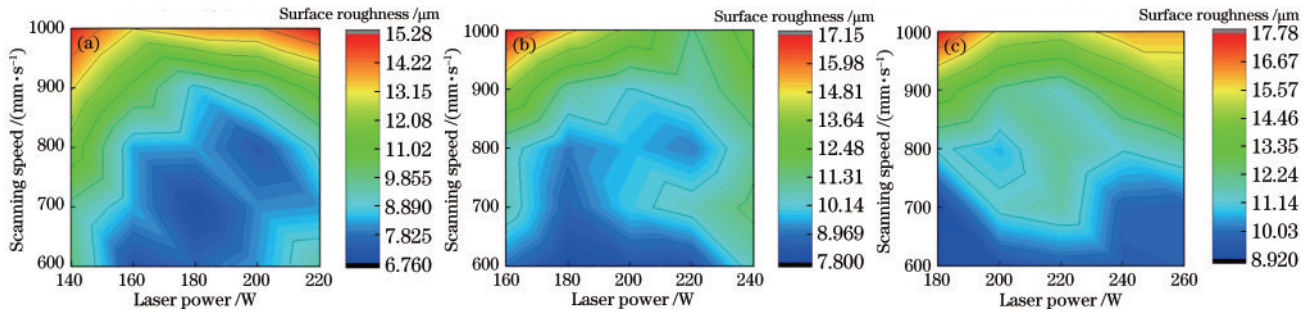 Surface roughness /μm
(a)
1000
900
800
700
600
Scanning speed /(mm·s⁻¹)
140 160 180 200 220
Laser power /W
15.28
14.22
13.15
12.08
11.02
9.855
8.890
7.825
6.760
Surface roughness /μm
(b)
1000
900
800
700
600
Scanning speed /(mm·s⁻¹)
160 180 200 220 240
Laser power /W
17.15
15.98
14.81
13.64
12.48
11.31
10.14
8.969
7.800
Surface roughness /μm
(c)
1000
900
800
700
600
Scanning speed /(mm·s⁻¹)
180 200 220 240 260
Laser power /W
17.78
16.67
15.57
14.46
13.35
12.24
11.14
10.03
8.920